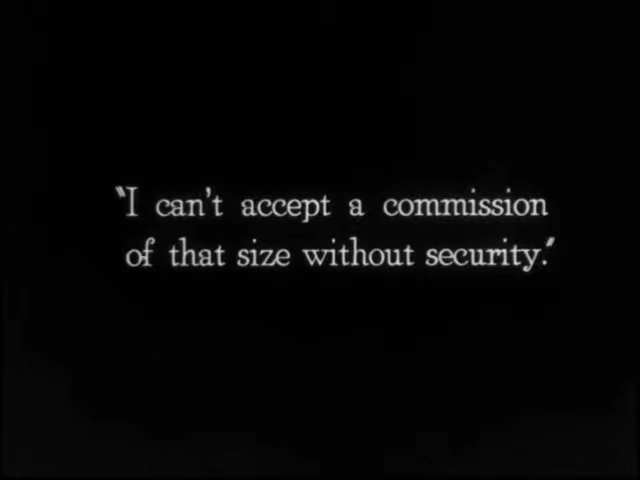 "I can't accept a commission
of that size without security."